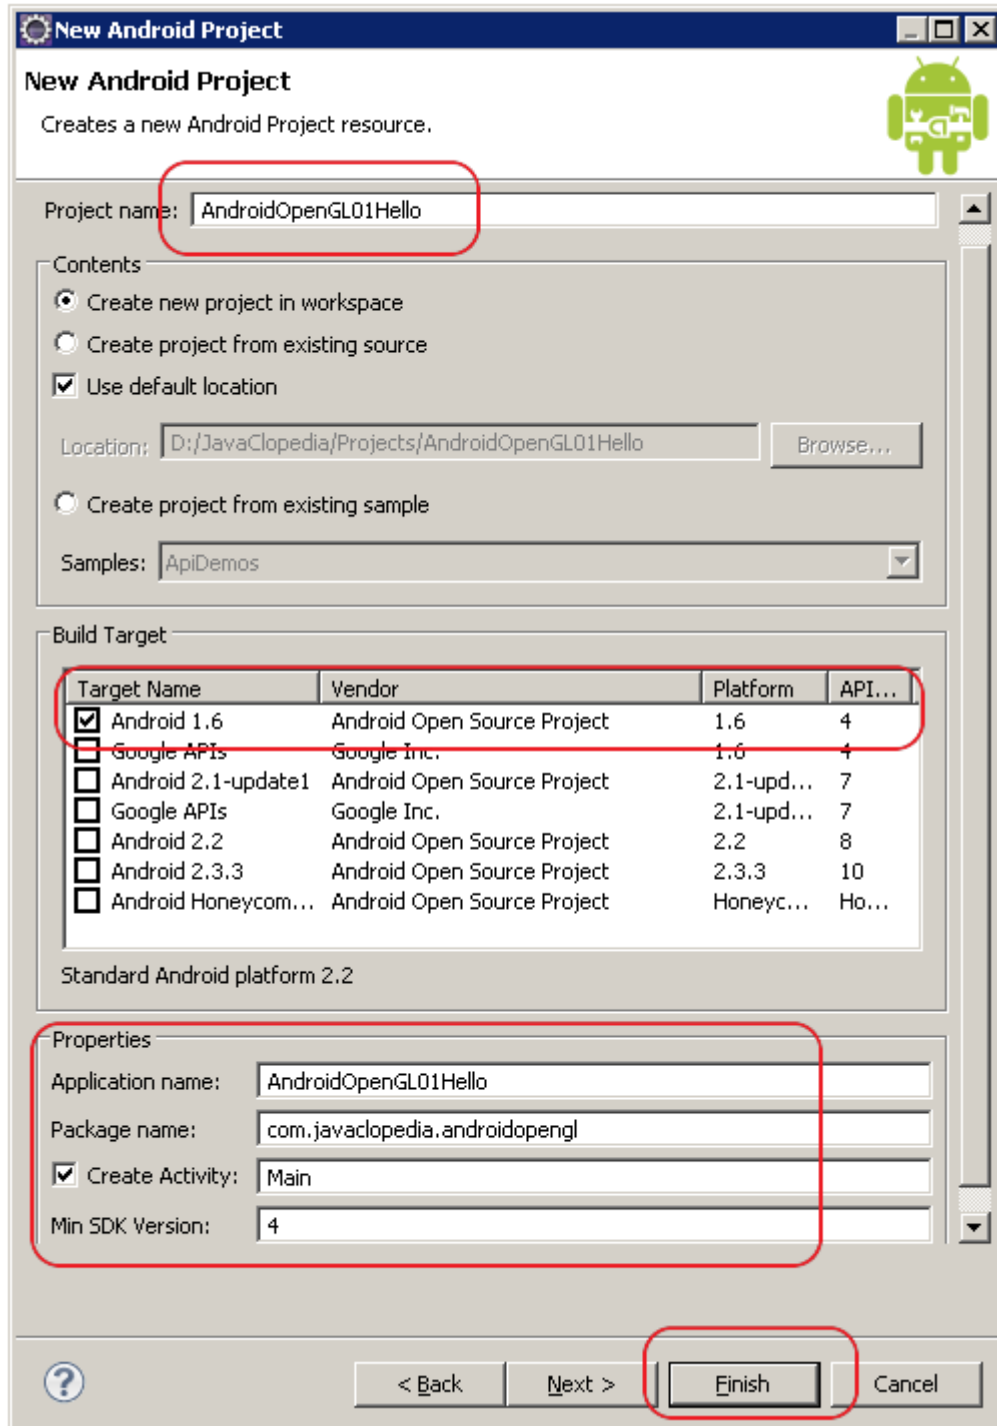 New Android Project
New Android Project
Creates a new Android Project resource.
Project name: AndroidOpenGL01Hello
Contents
Create new project in workspace
Create project from existing source
Use default location
Location: D:/JavaClopedia/Projects/AndroidOpenGL01Hello Browse...
Create project from existing sample
Samples: ApiDemos
Build Target
Target Name Vendor Platform API...
Android 1.6 Android Open Source Project 1.6 4
Google APIs Google Inc. 1.6 4
Android 2.1-update1 Android Open Source Project 2.1-upd... 7
Google APIs Google Inc. 2.1-upd... 7
Android 2.2 Android Open Source Project 2.2 8
Android 2.3.3 Android Open Source Project 2.3.3 10
Android Honeycom... Android Open Source Project Honeyc... Ho...
Standard Android platform 2.2
Properties
Application name: AndroidOpenGL01Hello
Package name: com.javaclopedia.androidopengl
Create Activity: Main
Min SDK Version: 4
? < Back Next > Finish Cancel